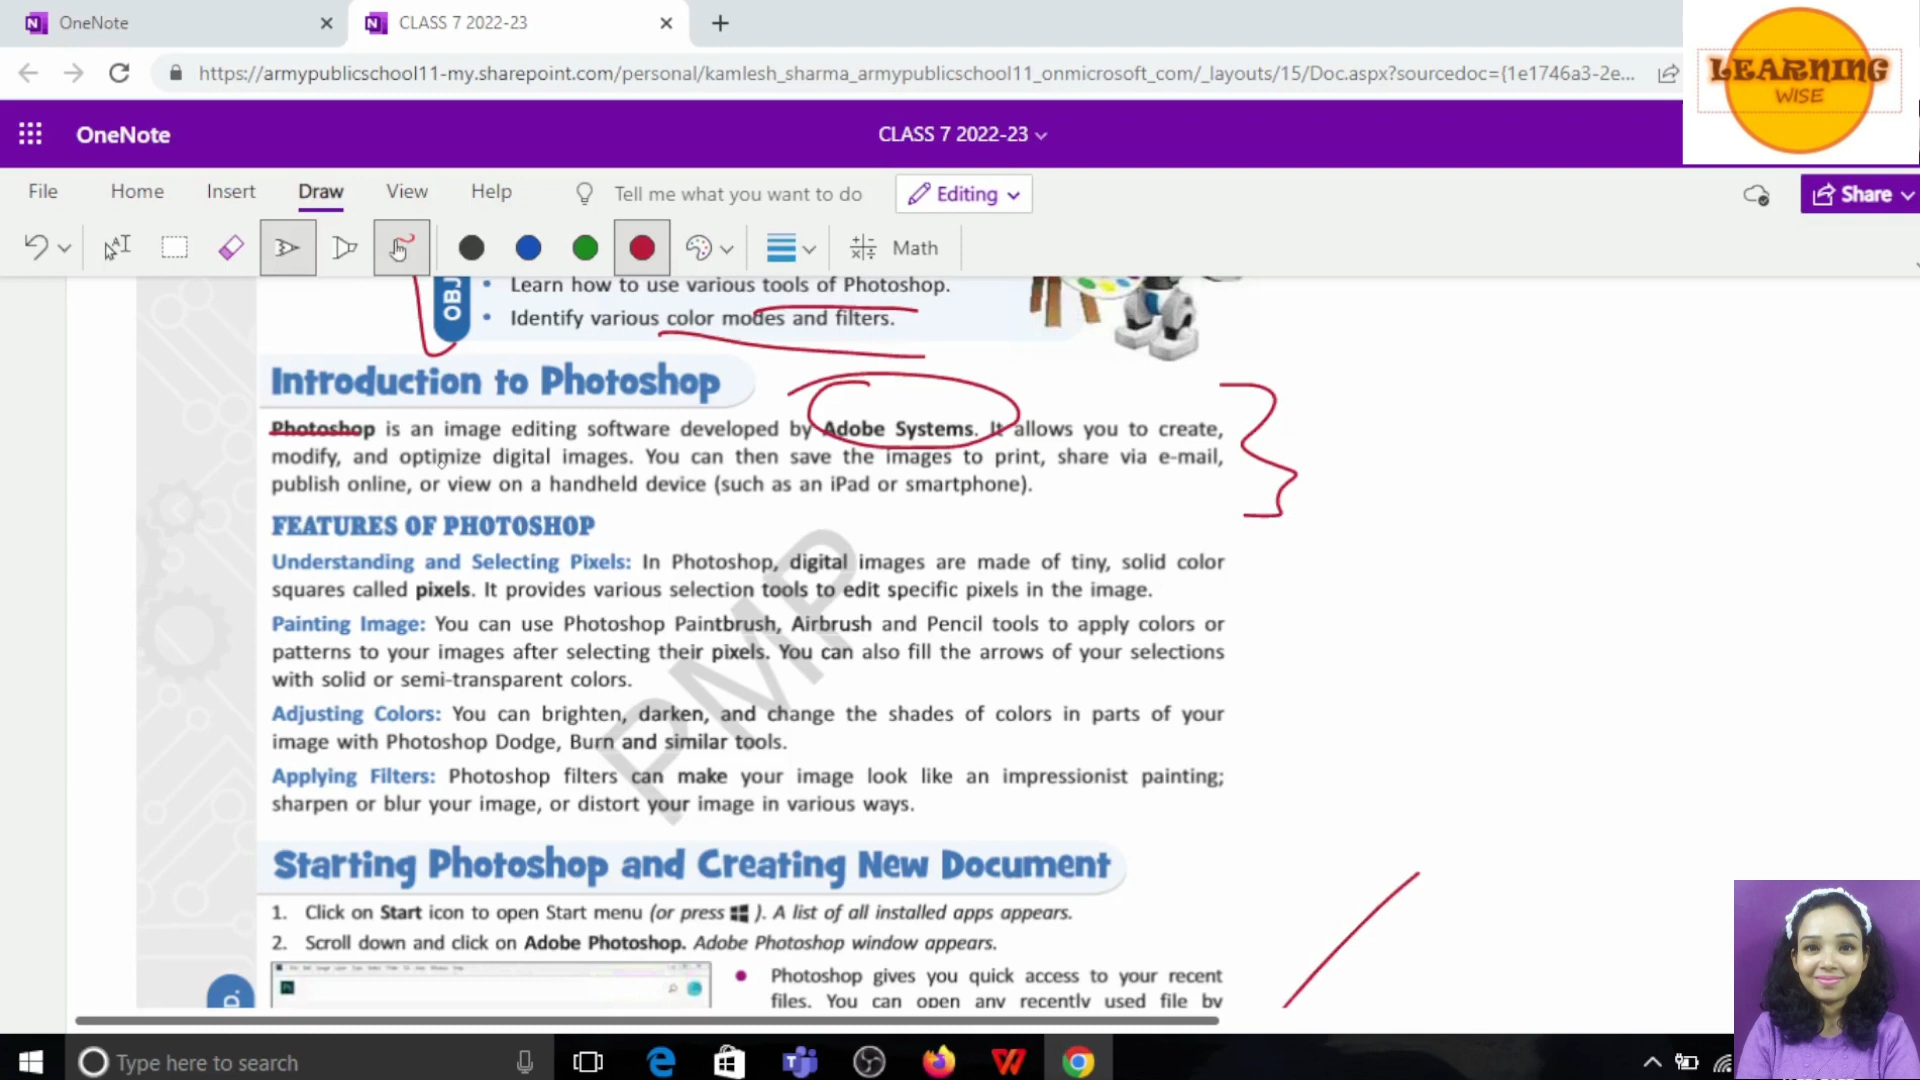 OneNote
CLASS 7 2022-23
https://armypublicschool11-my.sharepoint.com/personal/kamlesh_sharma_armypublicschool11_onmicrosoft_com/_layouts/15/Doc.aspx?sourcedoc={1e1746a3-2e...
LEARNING
WISE
OneNote
CLASS 7 2022-23
File Home Insert Draw View Help Tell me what you want to do Editing Share
Math
OBJ
• Learn how to use various tools of Photoshop.
• Identify various color modes and filters.
Introduction to Photoshop
Photoshop is an image editing software developed by Adobe Systems. It allows you to create,
modify, and optimize digital images. You can then save the images to print, share via e-mail,
publish online, or view on a handheld device (such as an iPad or smartphone).
FEATURES OF PHOTOSHOP
Understanding and Selecting Pixels: In Photoshop, digital images are made of tiny, solid color
squares called pixels. It provides various selection tools to edit specific pixels in the image.
Painting Image: You can use Photoshop Paintbrush, Airbrush and Pencil tools to apply colors or
patterns to your images after selecting their pixels. You can also fill the arrows of your selections
with solid or semi-transparent colors.
Adjusting Colors: You can brighten, darken, and change the shades of colors in parts of your
image with Photoshop Dodge, Burn and similar tools.
Applying Filters: Photoshop filters can make your image look like an impressionist painting;
sharpen or blur your image, or distort your image in various ways.
PMP
Starting Photoshop and Creating New Document
1. Click on Start icon to open Start menu (or press ). A list of all installed apps appears.
2. Scroll down and click on Adobe Photoshop. Adobe Photoshop window appears.
• Photoshop gives you quick access to your recent
files. You can open any recently used file by
D.
Type here to search